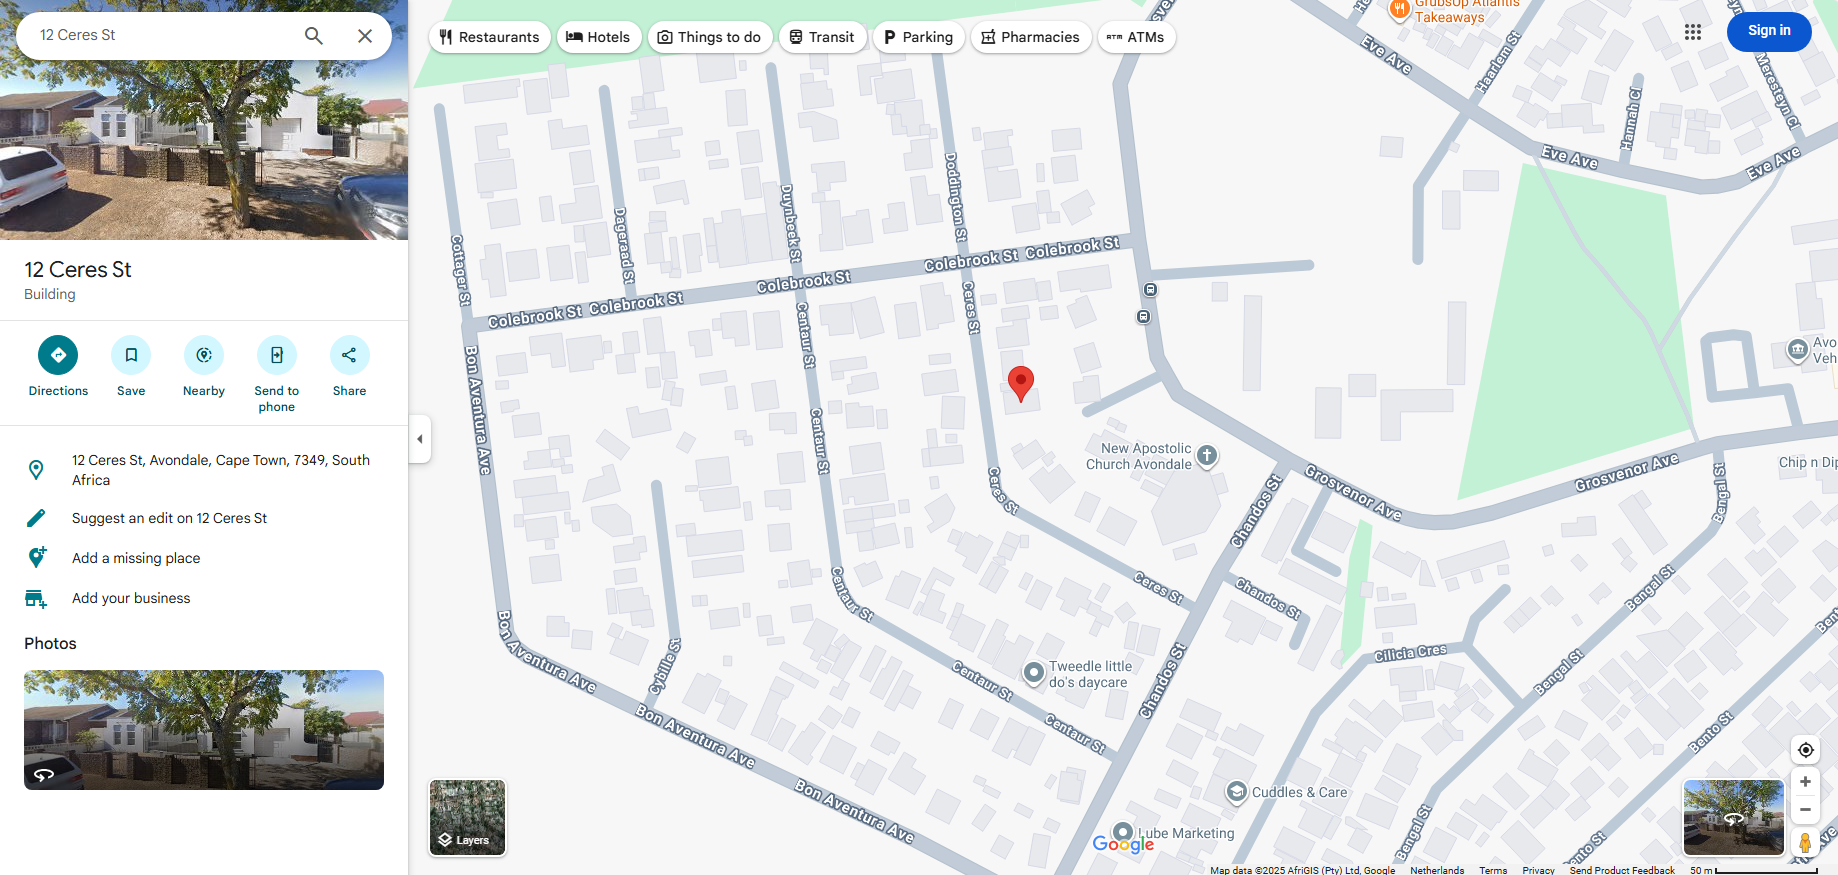 12 Ceres St
Restaurants
Hotels
Things to do
Transit
Parking
Pharmacies
ATM
ATMs
Sign in
12 Ceres St
Building
Directions
Save
Nearby
Send to
phone
Share
12 Ceres St, Avondale, Cape Town, 7349, South
Africa
Suggest an edit on 12 Ceres St
Add a missing place
Add your business
Photos
GrubsUp Atlantis
Takeaways
Eve Ave
Haarlem St
Hannah Cl
Meresteyn Cl
Eve Ave
Eve Ave
Cottager St
Dagerаad St
Duynbeek St
Doddington St
Colebrook St
Colebrook St
Colebrook St
Colebrook St
Colebrook St
Bon Aventura Ave
Centaur St
Ceres St
Centaur St
New Apostolic
Church Avondale
Ceres St
Chandos St
Grosvenor Ave
Grosvenor Ave
Bengal St
Chip n Dip
Avo
Veh
Centaur St
Ceres St
Chandos St
Bengal St
Bon Aventura Ave
Cybille St
Centaur St
Tweedle little
do's daycare
Chandos St
Cilicia Cres
Bengal St
Bon Aventura Ave
Centaur St
Bento St
Bon Aventura Ave
Cuddles & Care
Lube Marketing
Bengal St
Layers
Google
Map data ©2025 AfriGIS (Pty) Ltd, Google
Netherlands
Terms
Privacy
Send Product Feedback
50 m